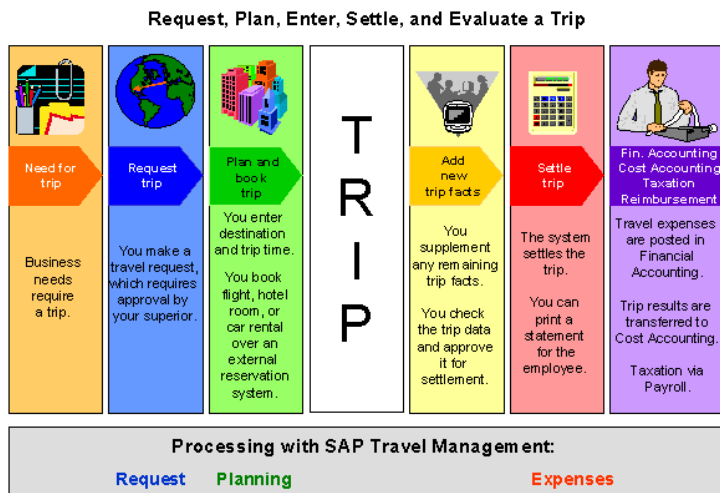 Request, Plan, Enter, Settle, and Evaluate a Trip
Need for
trip
Business
needs
require
a trip.
Request
trip
You make a
travel request,
which requires
approval by
your superior.
Plan and
book
trip
You enter
destination
and trip time.
You book
flight, hotel
room, or
car rental
over an
external
reservation
system.
T
R
I
P
Add
new
trip facts
You
supplement
any remaining
trip facts.
You check
the trip data
and approve
it for
settlement.
Settle
trip
The system
settles the
trip.
You can
print a
statement
for the
employee.
Fin. Accounting
Cost Accounting
Taxation
Reimbursement
Travel expenses
are posted in
Financial
Accounting.
Trip results
are transferred to
Cost Accounting.
Taxation via
Payroll.
Processing with SAP Travel Management:
Request Planning Expenses